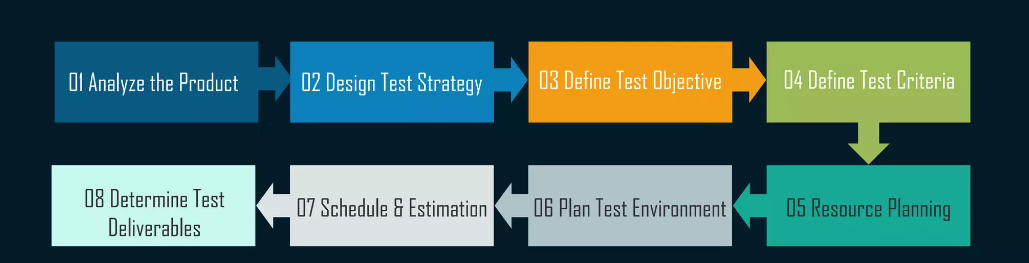 01 Analyze the Product
02 Design Test Strategy
03 Define Test Objective
04 Define Test Criteria
05 Resource Planning
06 Plan Test Environment
07 Schedule & Estimation
08 Determine Test
Deliverables